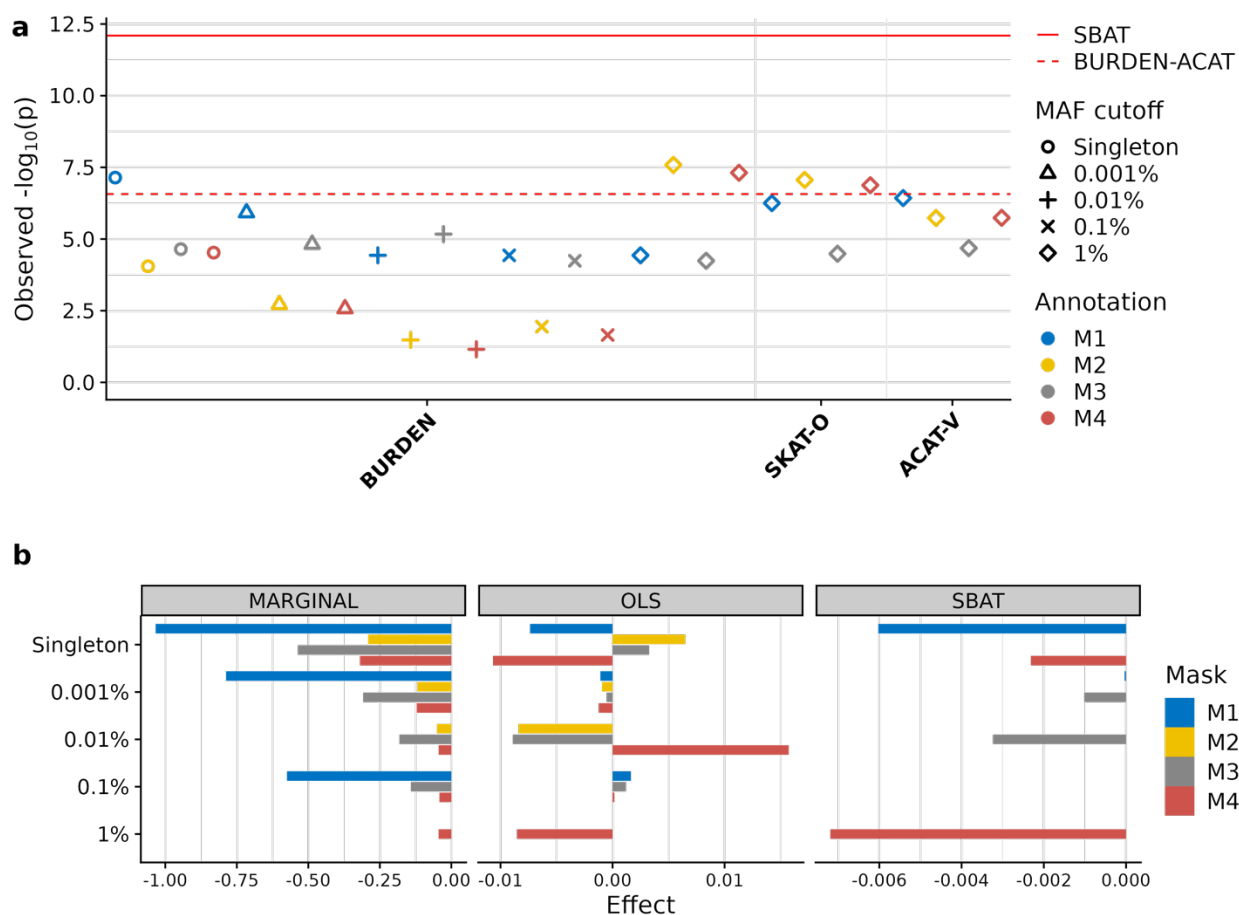 a
Observed -log10(p)
12.5
10.0
7.5
5.0
2.5
0.0
BURDEN
SKAT-O
ACAT-V
SBAT
BURDEN-ACAT
MAF cutoff
Singleton
0.001%
0.01%
0.1%
1%
Annotation
M1
M2
M3
M4
b
MARGINAL
OLS
SBAT
Singleton
0.001%
0.01%
0.1%
1%
-1.00 -0.75 -0.50 -0.25 0.00
-0.01 0.00 0.01
-0.006 -0.004 -0.002 0.000
Effect
Mask
M1
M2
M3
M4